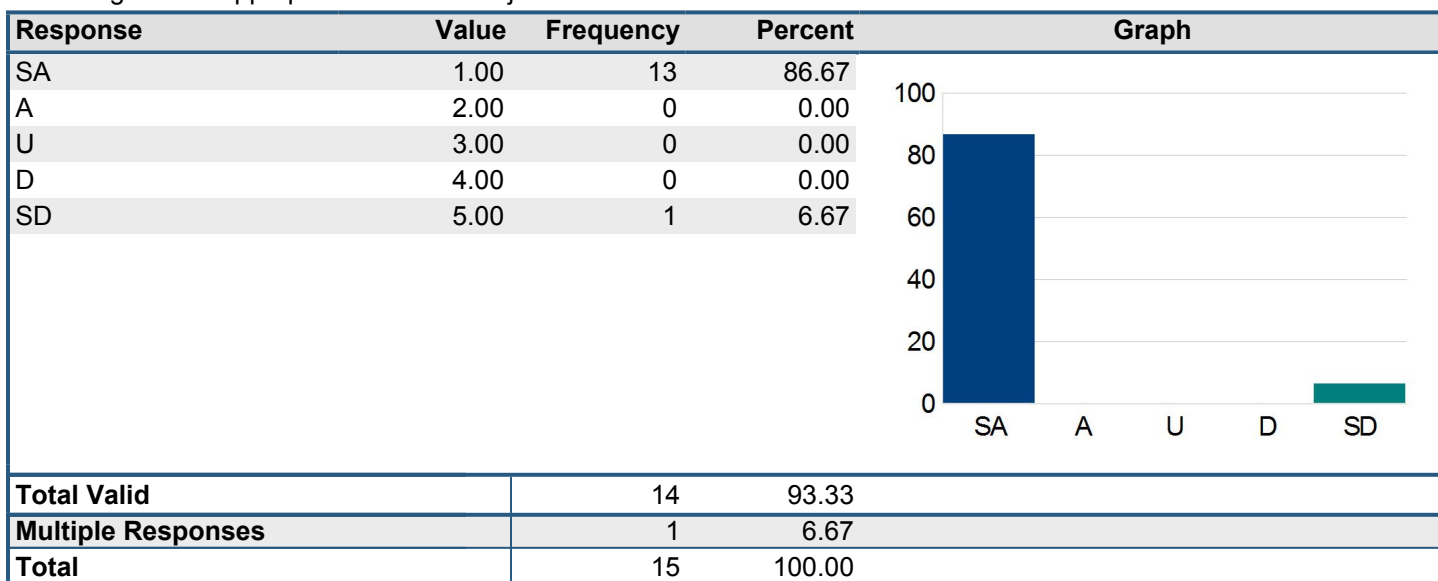 Response Value Frequency Percent Graph
SA 1.00 13 86.67
A 2.00 0 0.00
U 3.00 0 0.00
D 4.00 0 0.00
SD 5.00 1 6.67
100
80
60
40
20
0
SA A U D SD
Total Valid 14 93.33
Multiple Responses 1 6.67
Total 15 100.00